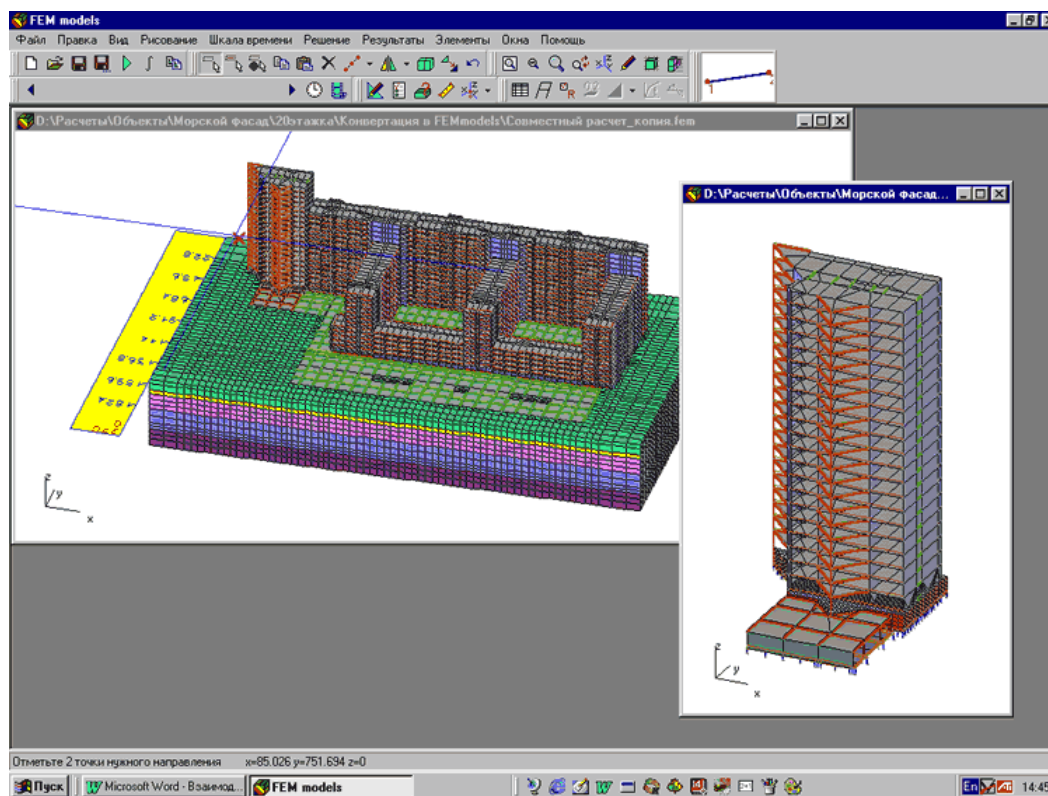 FEM models
Файл Правка Вид Рисование Шкала времени Решение Результаты Элементы Окна Помощь
1
D:\Расчеты\Объекты\Морской фасад\20этажка\Конвертация в FEMmodels\Совместный расчет_копия.fem
D:\Расчеты\Объекты\Морской фасад...
z
y
x
z
y
x
Отметьте 2 точки нужного направления x=85.026 y=751.694 z=0
Пуск Microsoft Word - Взаимод... FEM models En 14:45